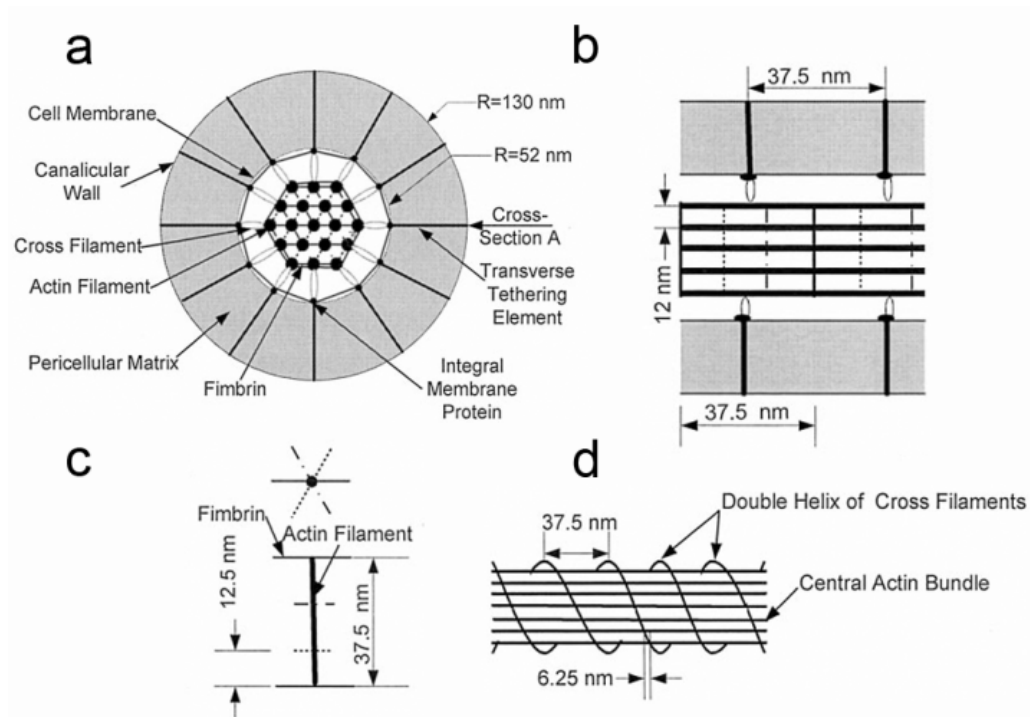 a
Cell Membrane
Canalicular
Wall
Cross Filament
Actin Filament
Pericellular Matrix
Fimbrin
R=130 nm
R=52 nm
Cross-
Section A
Transverse
Tethering
Element
Integral
Membrane
Protein
b
37.5 nm
12 nm
37.5 nm
c
Fimbrin
Actin Filament
12.5 nm
37.5 nm
d
Double Helix of Cross Filaments
37.5 nm
Central Actin Bundle
6.25 nm